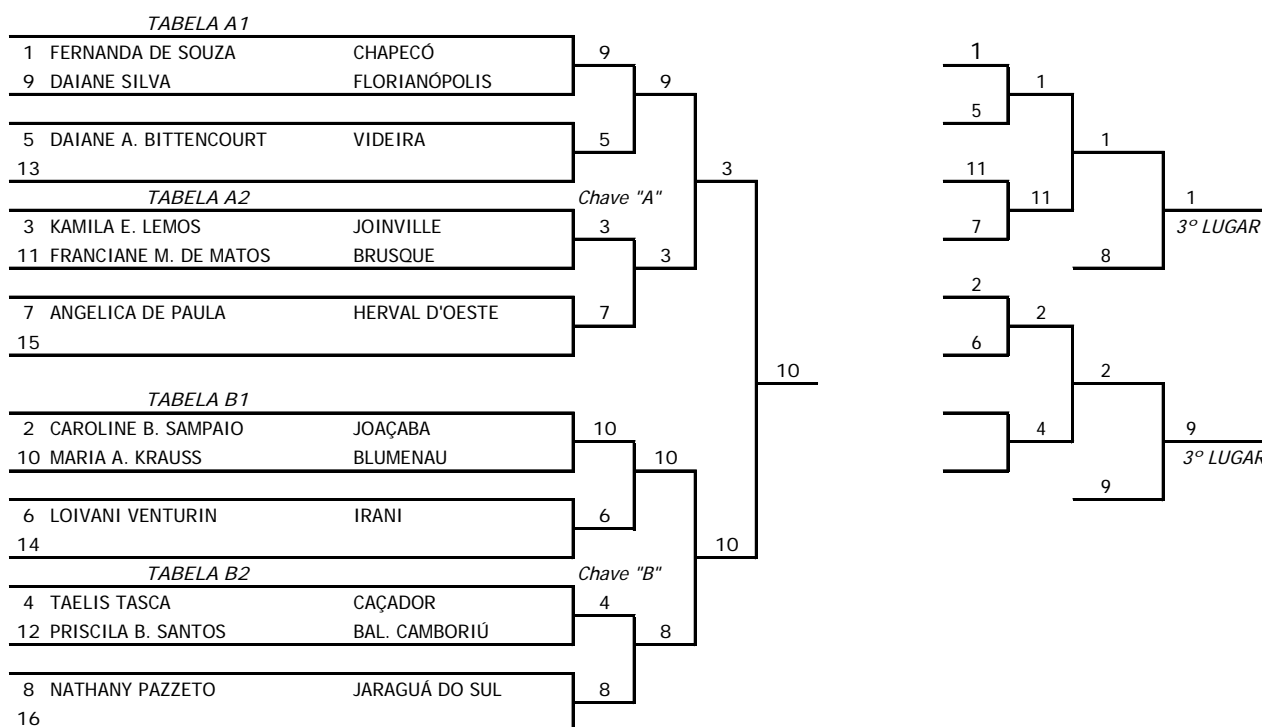 TABELA A1
1 FERNANDA DE SOUZA CHAPECÓ 9 1
9 DAIANE SILVA FLORIANÓPOLIS 9 1
5
5 DAIANE A. BITTENCOURT VIDEIRA 5 1
13 3 11
TABELA A2 Chave "A" 11 1
3 KAMILA E. LEMOS JOINVILLE 3 7 3º LUGAR
11 FRANCIANE M. DE MATOS BRUSQUE 3 8
2
7 ANGELICA DE PAULA HERVAL D'OESTE 7 2
15 6
10 2
TABELA B1
2 CAROLINE B. SAMPAIO JOAÇABA 10 4 9
10 MARIA A. KRAUSS BLUMENAU 10 3º LUGAR
9
6 LOIVANI VENTURIN IRANI 6
14 10
TABELA B2 Chave "B"
4 TAELIS TASCA CAÇADOR 4
12 PRISCILA B. SANTOS BAL. CAMBORIÚ 8
8 NATHANY PAZZETO JARAGUÁ DO SUL 8
16